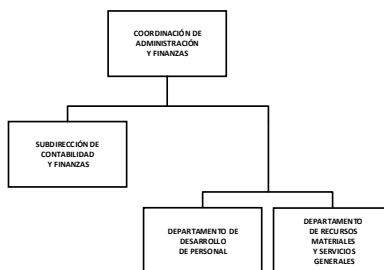 COORDINACIÓN DE
ADMINISTRACIÓN
Y FINANZAS
SUBDIRECCIÓN DE
CONTABILIDAD
Y FINANZAS
DEPARTAMENTO DE
DESARROLLO
DE PERSONAL
DEPARTAMENTO
DE RECURSOS
MATERIALES
Y SERVICIOS
GENERALES